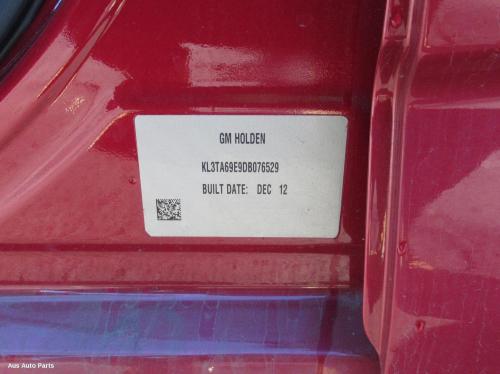 GM HOLDEN
KL3TA69E9DB076529
BUILT DATE: DEC 12
Aus Auto Parts